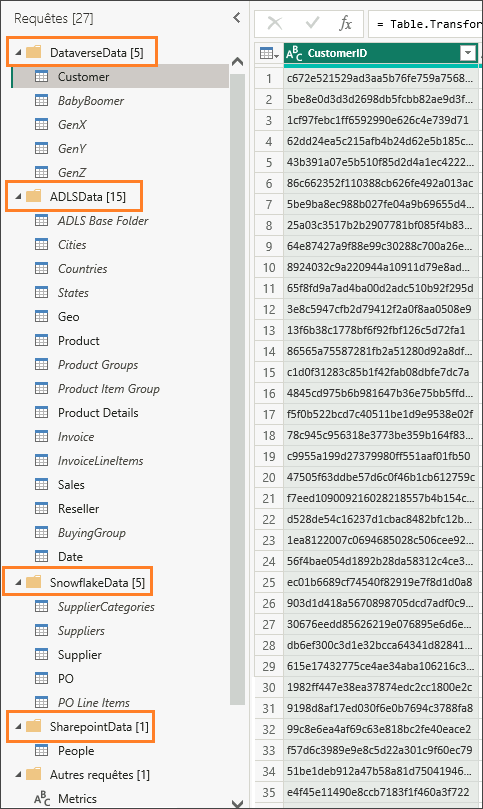 Requêtes [27]
DataverseData [5]
Customer
BabyBoomer
GenX
GenY
GenZ
ADLSData [15]
ADLS Base Folder
Cities
Countries
States
Geo
Product
Product Groups
Product Item Group
Product Details
Invoice
InvoiceLineItems
Sales
Reseller
BuyingGroup
Date
SnowflakeData [5]
SupplierCategories
Suppliers
Supplier
PO
PO Line Items
SharepointData [1]
People
Autres requêtes [1]
Metrics
= Table.Transfor
CustomerID
1 c672e521529ad3aa5b76fe759a7568...
2 5be8e0d3d3d2698db5fcbb82ae9d3f...
3 1cf97febc1ff6592990e626c4e739d71
4 62dd24ea5c215afb4b24d62e5b185c...
5 43b391a07e5b510f85d2d4a1ec4222...
6 86c662352f110388cb626fe492a013ac
7 5be9ba8ec988b027fe04a9b69655d4...
8 25a03c3517b2b2907781bf085f4b83...
9 64e87427a9f88e99c30288c700a26e...
10 8924032c9a220944a10911d79e8ad...
11 65f8fd9a7ad4ba00d2adc510b92f295d
12 3e8c5947cfb2d79412f2a0f8aa0508e9
13 13f6b38c1778bf6f92fbf126c5d72fa1
14 86565a75587281fb2a51280d92a8df...
15 c1d0f31283c85b1f42fab08dbfe7dc7a
16 4845cd975b6b981647b36e75bb5ffd...
17 f5f0b522bcd7c40511be1d9e9538e02f
18 78c945c956318e3773be359b164f83...
19 c9955a199d27379980ff551aaf01fb50
20 47505f63ddbe57d6c0f46b1cb612759c
21 f7eed109009216028218557b4b154c...
22 d528de54c16237d1cbac8482bfc12b...
23 1ea8122007c0694685028c506cee92...
24 56f4bae054d1892b28da58312c4ce3...
25 ec01b6689cf74540f82919e7f8d1d0a8
26 903d1d418a5670898705dcd7adf0c9...
27 30676eedd85626219e076895e6d6e...
28 db6ef300c3d1e32bcca64341d82841...
29 615e17432775ce4ae34aba106216c3...
30 1982ff447e38ea37874edc2cc1800e2c
31 9198d8af17ed030f6e0b7694c3788fa8
32 99c8e6ea4af69c63e818bc2fe40eace2
33 f57d6c3989e9e8c5d22a301c9f60ec79
34 51be1deb912a47b58a81d75041946...
35 e4f45e11490e8ccb7183f1f460a3f722